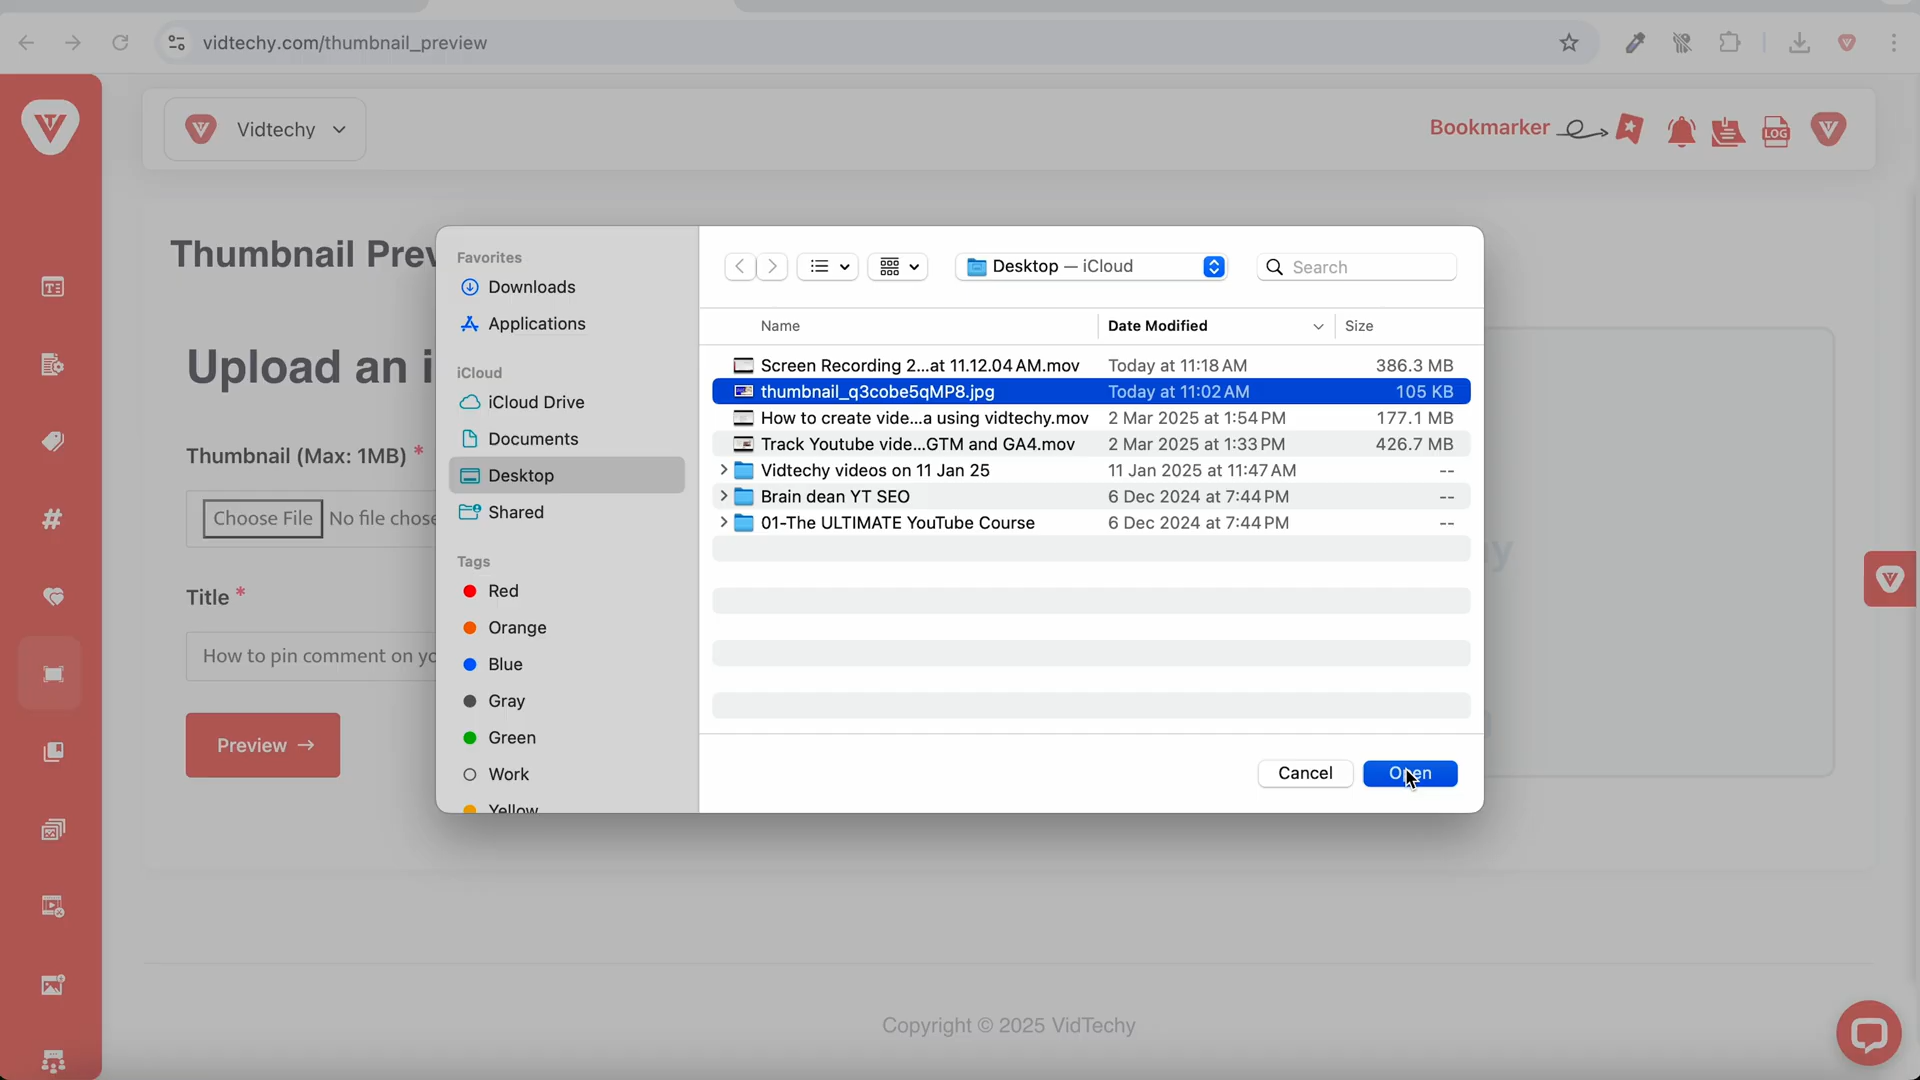 vidtechy.com/thumbnail_preview
Vidtechy
Bookmarker
LOG
Thumbnail Prev
Upload an i
Thumbnail (Max: 1MB) *
Choose File No file chose
Title *
How to pin comment on yo
Preview →
Favorites
Downloads
Applications
iCloud
iCloud Drive
Documents
Desktop
Shared
Tags
Red
Orange
Blue
Gray
Green
Work
Yellow
Desktop — iCloud
Search
Name Date Modified Size
Screen Recording 2...at 11.12.04 AM.mov Today at 11:18 AM 386.3 MB
thumbnail_q3cobe5qMP8.jpg Today at 11:02 AM 105 KB
How to create vide...a using vidtechy.mov 2 Mar 2025 at 1:54 PM 177.1 MB
Track Youtube vide...GTM and GA4.mov 2 Mar 2025 at 1:33 PM 426.7 MB
Vidtechy videos on 11 Jan 25 11 Jan 2025 at 11:47 AM --
Brain dean YT SEO 6 Dec 2024 at 7:44 PM --
01-The ULTIMATE YouTube Course 6 Dec 2024 at 7:44 PM --
Cancel
Open
hy
Copyright © 2025 VidTechy